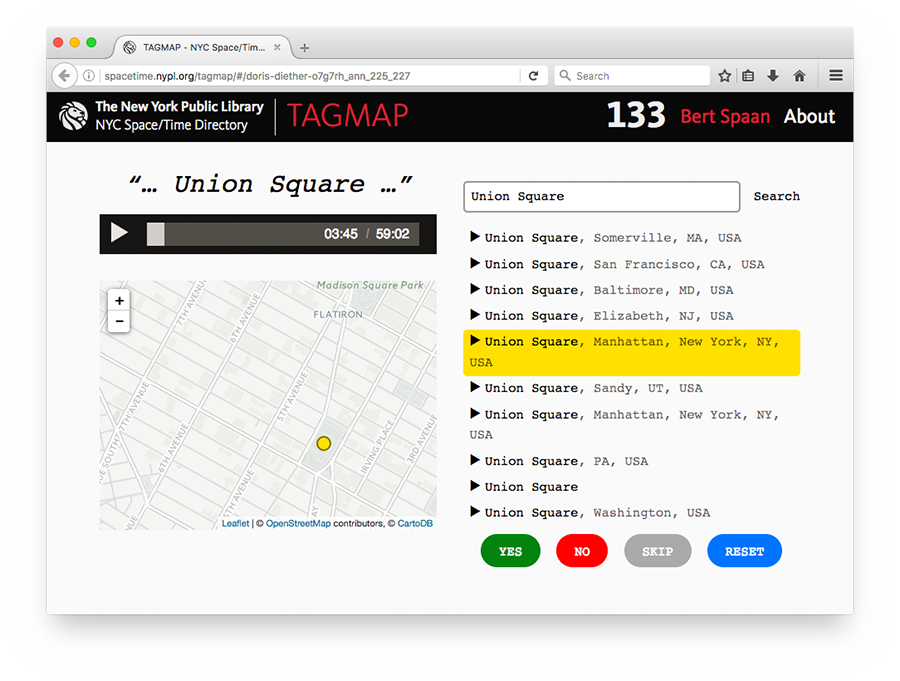 TAGMAP - NYC Space/Tim...
spacetime.nypl.org/tagmap/#/doris-diether-o7g7rh_ann_225_227
Search
The New York Public Library
NYC Space/Time Directory
TAGMAP
133
Bert Spaan
About
“… Union Square …”
03:45 / 59:02
+
−
Madison Square Park
FLATIRON
7TH AVENUE
6TH AVENUE
5TH AVENUE
7TH AVENUE
6TH AVENUE
5TH AVENUE
IRVING PLACE
3RD AVENUE
Leaflet | © OpenStreetMap contributors, © CartoDB
Union Square
Search
Union Square, Somerville, MA, USA
Union Square, San Francisco, CA, USA
Union Square, Baltimore, MD, USA
Union Square, Elizabeth, NJ, USA
Union Square, Manhattan, New York, NY,
USA
Union Square, Sandy, UT, USA
Union Square, Manhattan, New York, NY,
USA
Union Square, PA, USA
Union Square
Union Square, Washington, USA
YES
NO
SKIP
RESET